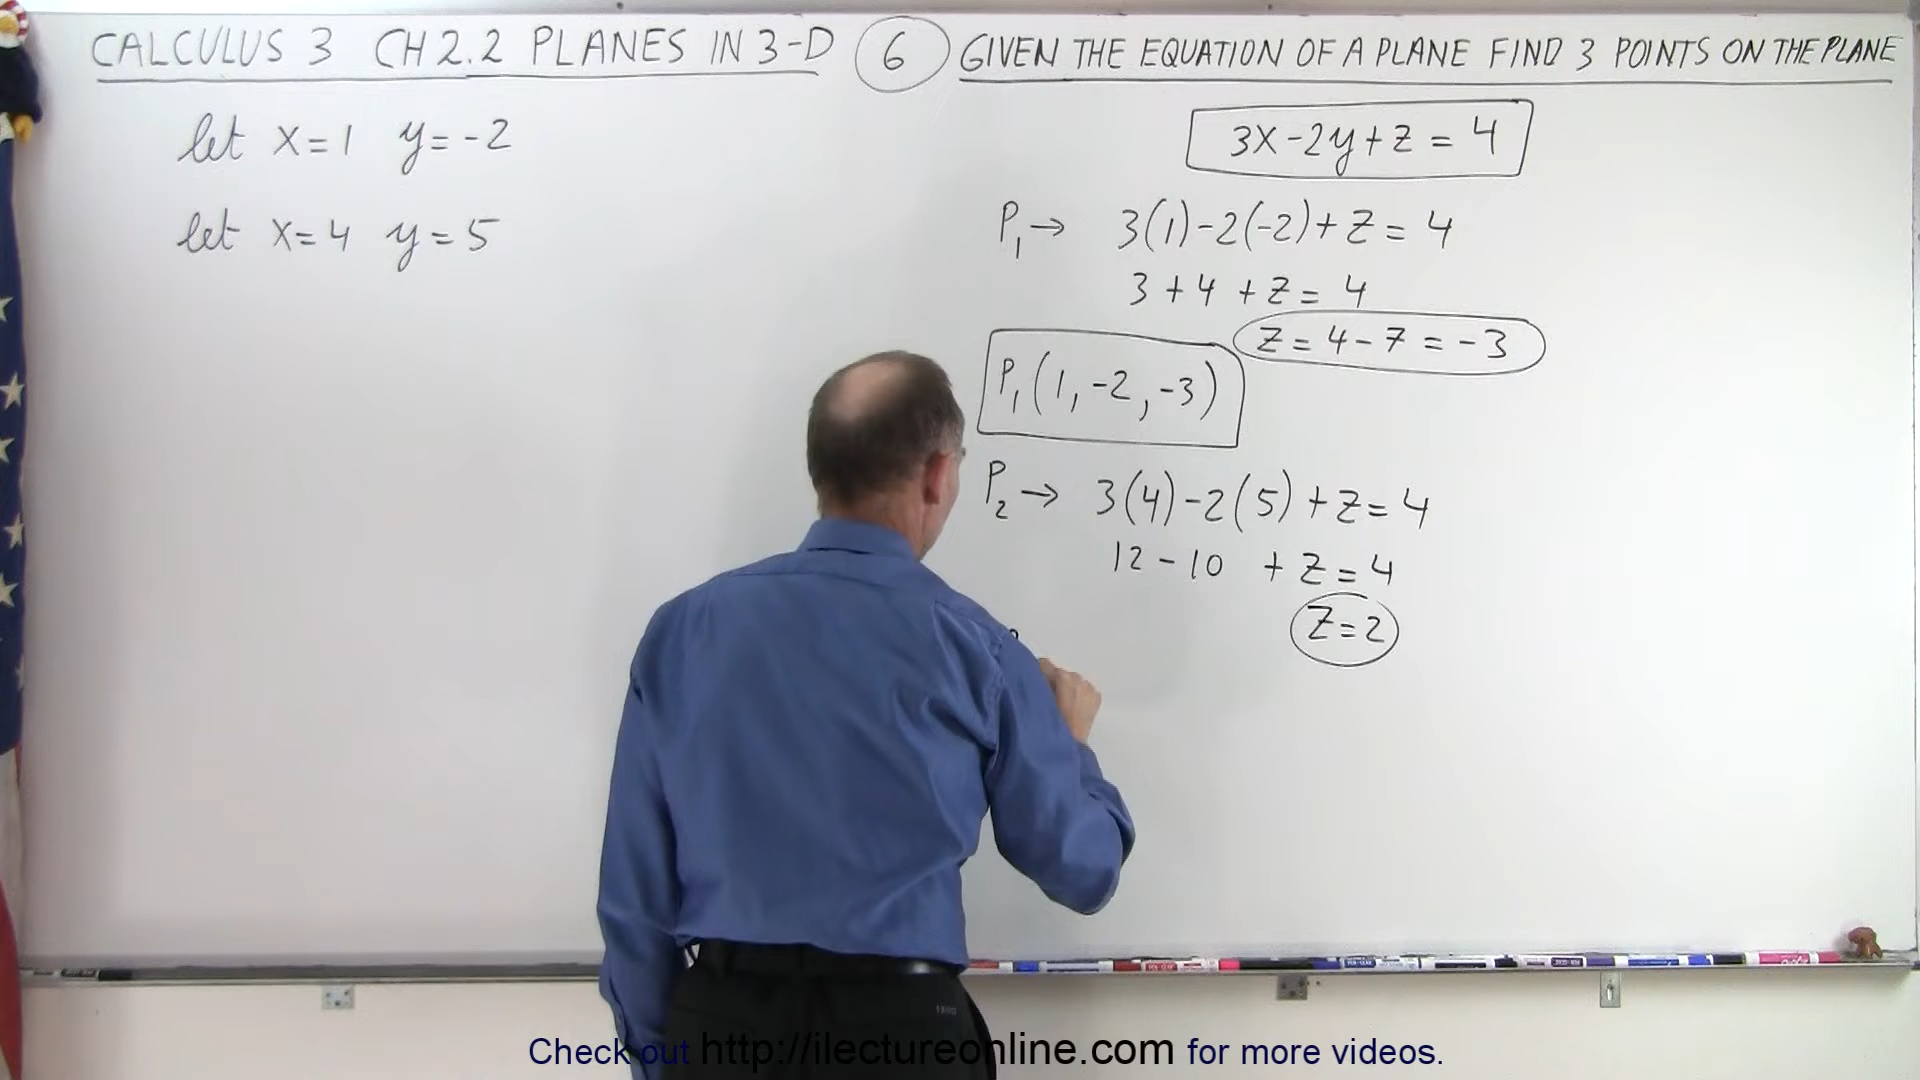 CALCULUS 3 CH 2.2 PLANES IN 3-D 6 GIVEN THE EQUATION OF A PLANE FIND 3 POINTS ON THE PLANE
let x=1 y=-2
let x=4 y=5
3x-2y+z=4
P₁→ 3(1)-2(-2)+z=4
3+4+z=4
z=4-7=-3
P₁(1,-2,-3)
P₂→ 3(4)-2(5)+z=4
12-10 +z=4
z=2
Check out http://ilectureonline.com for more videos.